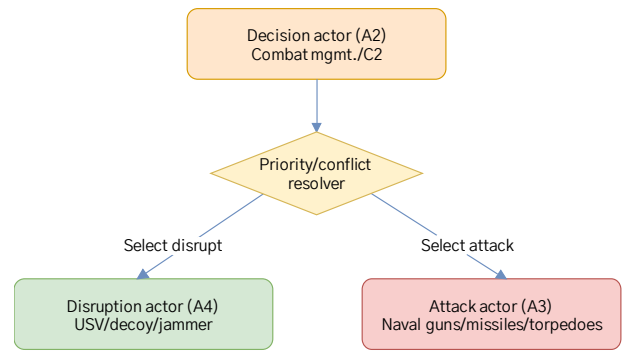 Decision actor (A2)
Combat mgmt./C2
Priority/conflict
resolver
Select disrupt
Select attack
Disruption actor (A4)
USV/decoy/jammer
Attack actor (A3)
Naval guns/missiles/torpedoes